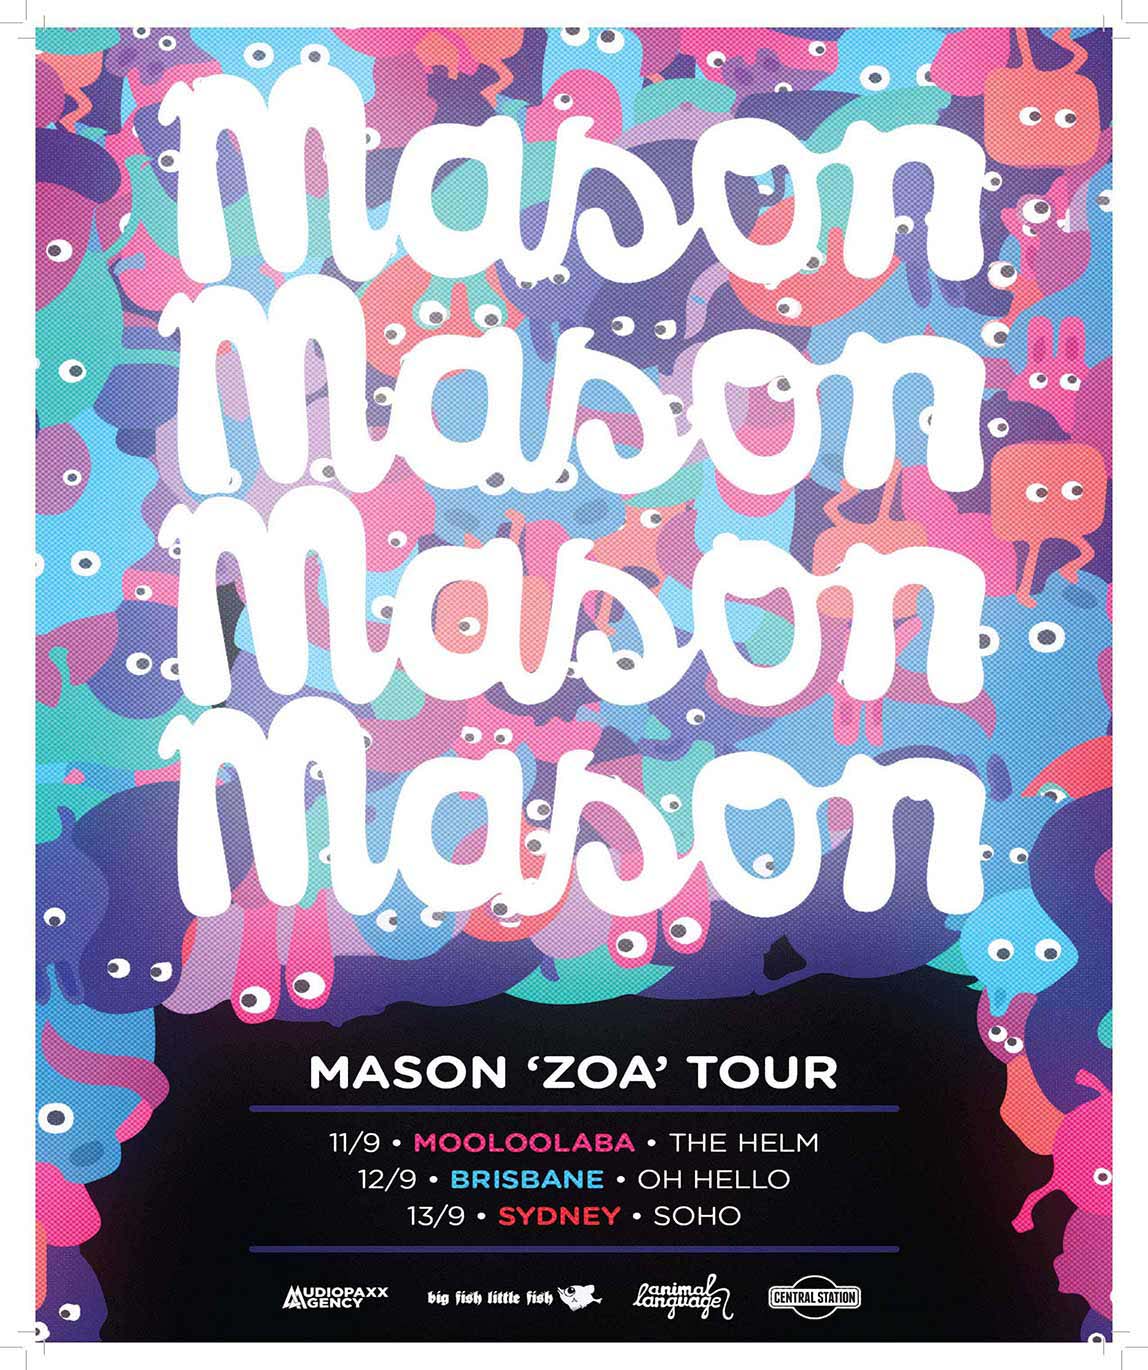 Mason
Mason
Mason
Mason
MASON ‘ZOA’ TOUR
11/9 • MOOLOOLABA • THE HELM
12/9 • BRISBANE • OH HELLO
13/9 • SYDNEY • SOHO
AUDIOPAXX
AGENCY
big fish little fish
animal
language
CENTRAL STATION